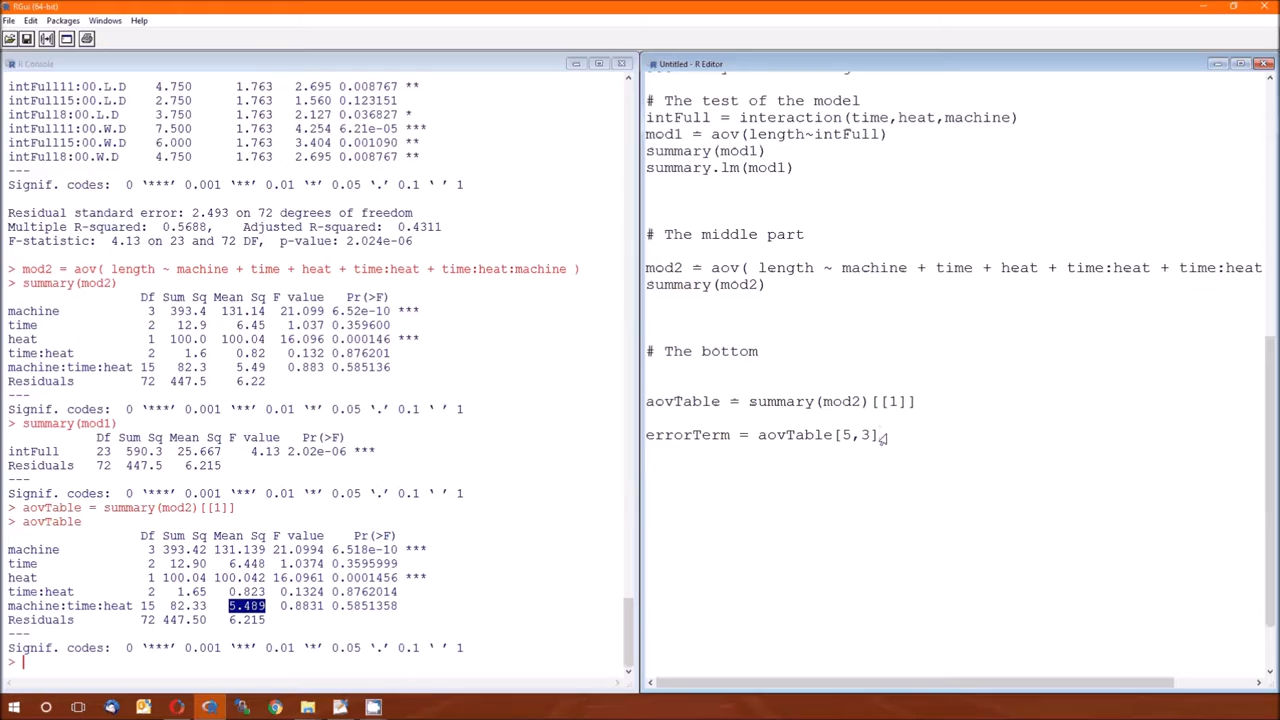 RGui (64-bit)
File Edit Packages Windows Help
R Console
intFull11:00.L.D 4.750 1.763 2.695 0.008767 **
intFull15:00.L.D 2.750 1.763 1.560 0.123151
intFull8:00.L.D 3.750 1.763 2.127 0.036827 *
intFull11:00.W.D 7.500 1.763 4.254 6.21e-05 ***
intFull15:00.W.D 6.000 1.763 3.404 0.001090 **
intFull8:00.W.D 4.750 1.763 2.695 0.008767 **
---
Signif. codes: 0 ‘***’ 0.001 ‘**’ 0.01 ‘*’ 0.05 ‘.’ 0.1 ‘ ’ 1
Residual standard error: 2.493 on 72 degrees of freedom
Multiple R-squared: 0.5688, Adjusted R-squared: 0.4311
F-statistic: 4.13 on 23 and 72 DF, p-value: 2.024e-06
> mod2 = aov( length ~ machine + time + heat + time:heat + time:heat:machine )
> summary(mod2)
Df Sum Sq Mean Sq F value Pr(>F)
machine 3 393.4 131.14 21.099 6.52e-10 ***
time 2 12.9 6.45 1.037 0.359600
heat 1 100.0 100.04 16.096 0.000146 ***
time:heat 2 1.6 0.82 0.132 0.876201
machine:time:heat 15 82.3 5.49 0.883 0.585136
Residuals 72 447.5 6.22
---
Signif. codes: 0 ‘***’ 0.001 ‘**’ 0.01 ‘*’ 0.05 ‘.’ 0.1 ‘ ’ 1
> summary(mod1)
Df Sum Sq Mean Sq F value Pr(>F)
intFull 23 590.3 25.667 4.13 2.02e-06 ***
Residuals 72 447.5 6.215
---
Signif. codes: 0 ‘***’ 0.001 ‘**’ 0.01 ‘*’ 0.05 ‘.’ 0.1 ‘ ’ 1
> aovTable = summary(mod2)[[1]]
> aovTable
Df Sum Sq Mean Sq F value Pr(>F)
machine 3 393.42 131.139 21.0994 6.518e-10 ***
time 2 12.90 6.448 1.0374 0.3595999
heat 1 100.04 100.042 16.0961 0.0001456 ***
time:heat 2 1.65 0.823 0.1324 0.8762014
machine:time:heat 15 82.33 5.489 0.8831 0.5851358
Residuals 72 447.50 6.215
---
Signif. codes: 0 ‘***’ 0.001 ‘**’ 0.01 ‘*’ 0.05 ‘.’ 0.1 ‘ ’ 1
>
Untitled - R Editor
# The test of the model
intFull = interaction(time,heat,machine)
mod1 = aov(length~intFull)
summary(mod1)
summary.lm(mod1)
# The middle part
mod2 = aov( length ~ machine + time + heat + time:heat + time:heat
summary(mod2)
# The bottom
aovTable = summary(mod2)[[1]]
errorTerm = aovTable[5,3]